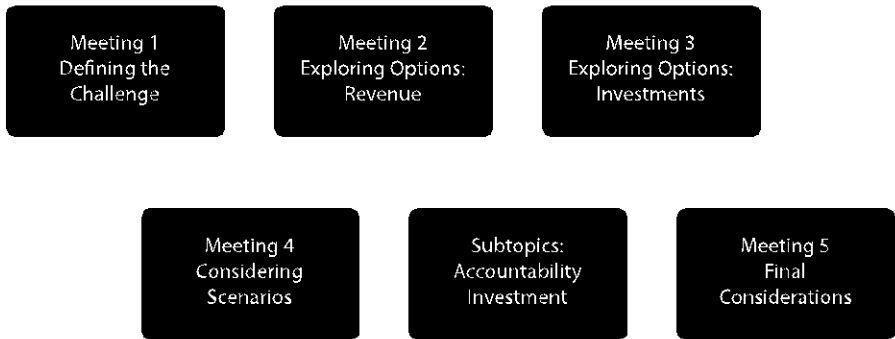 Meeting 1
Defining the
Challenge
Meeting 2
Exploring Options:
Revenue
Meeting 3
Exploring Options:
Investments
Meeting 4
Considering
Scenarios
Subtopics:
Accountability
Investment
Meeting 5
Final
Considerations